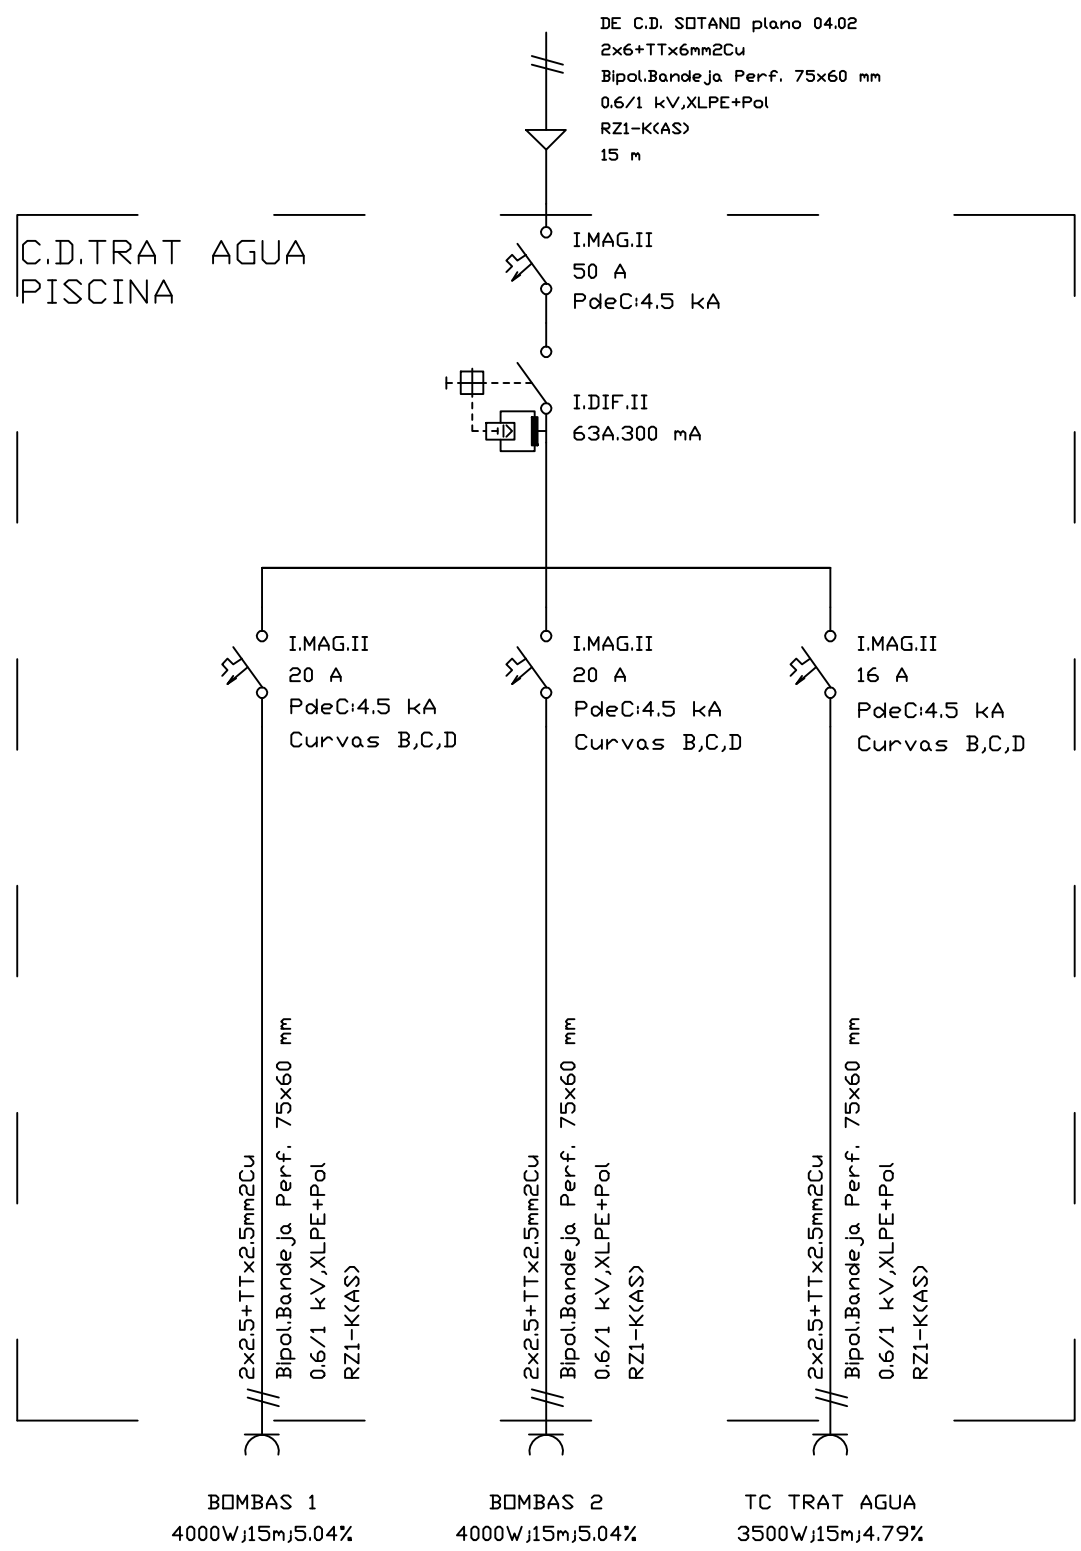 DE C.D. SOTANO plano 04.02
2x6+TTx6mm2Cu
Bipol.Bandeja Perf. 75x60 mm
0.6/1 kV,XLPE+Pol
RZ1-K(AS)
15 m
C.D.TRAT AGUA
PISCINA
I.MAG.II
50 A
PdeC:4.5 kA
I.DIF.II
63A.300 mA
I.MAG.II
20 A
PdeC:4.5 kA
Curvas B,C,D
I.MAG.II
20 A
PdeC:4.5 kA
Curvas B,C,D
I.MAG.II
16 A
PdeC:4.5 kA
Curvas B,C,D
2x2.5+TTx2.5mm2Cu
Bipol.Bandeja Perf. 75x60 mm
0.6/1 kV,XLPE+Pol
RZ1-K(AS)
2x2.5+TTx2.5mm2Cu
Bipol.Bandeja Perf. 75x60 mm
0.6/1 kV,XLPE+Pol
RZ1-K(AS)
2x2.5+TTx2.5mm2Cu
Bipol.Bandeja Perf. 75x60 mm
0.6/1 kV,XLPE+Pol
RZ1-K(AS)
BOMBAS 1
4000W;15m;5.04%
BOMBAS 2
4000W;15m;5.04%
TC TRAT AGUA
3500W;15m;4.79%